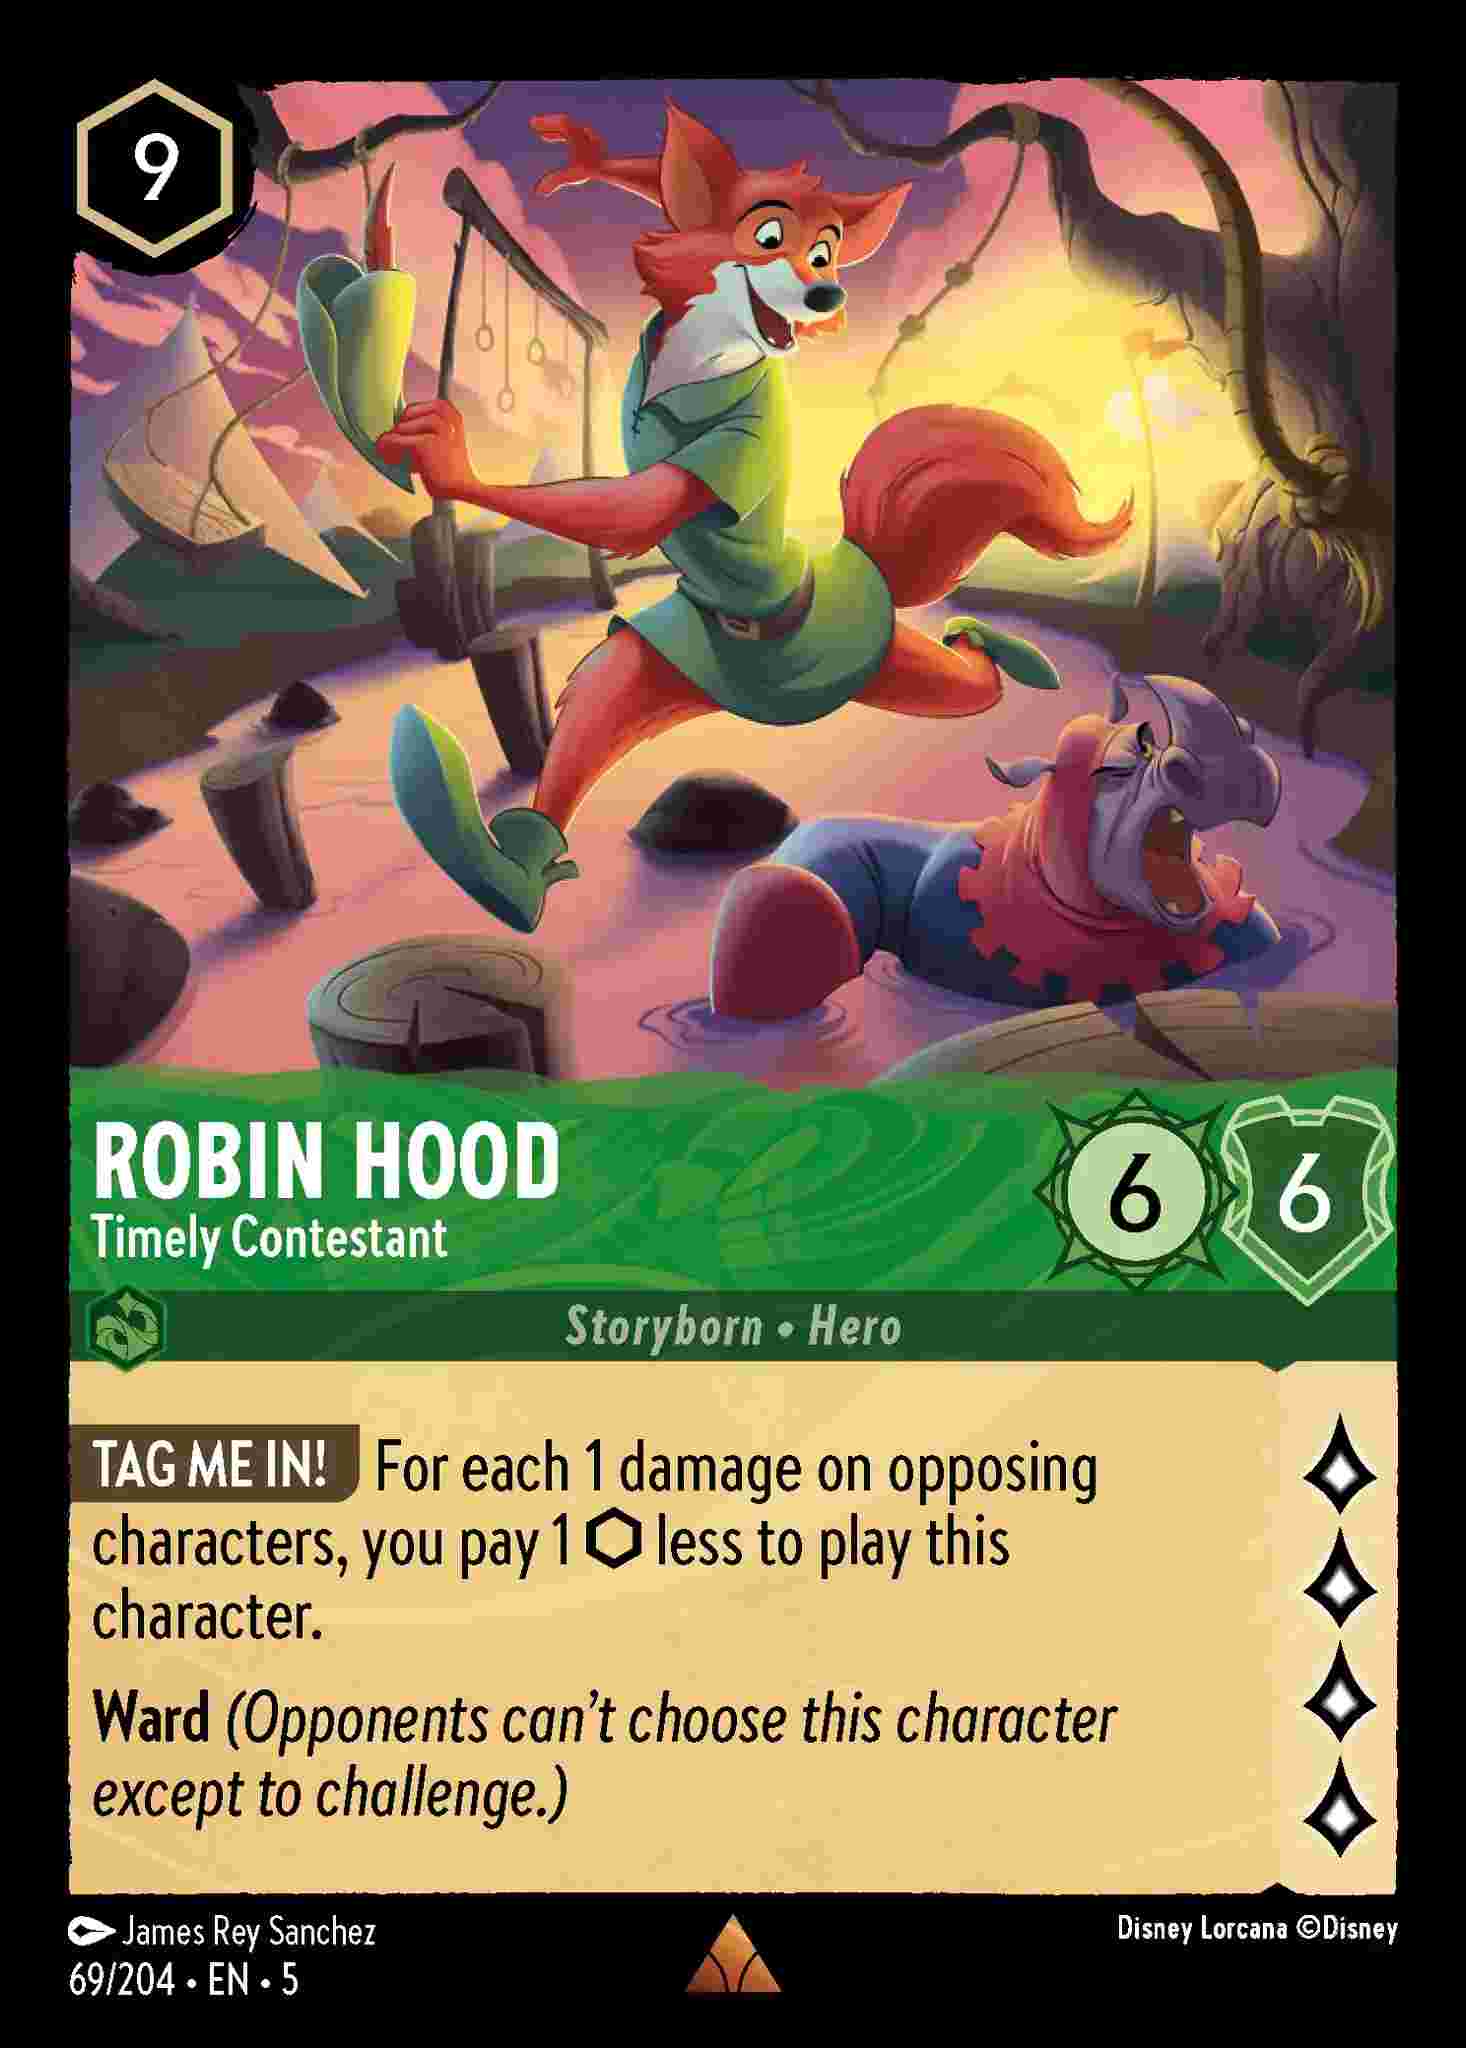 9
ROBIN HOOD
Timely Contestant
6
6
Storyborn • Hero
TAG ME IN! For each 1 damage on opposing
characters, you pay 1 ⬡ less to play this
character.
Ward (Opponents can't choose this character
except to challenge.)
James Rey Sanchez
Disney Lorcana ©Disney
69/204 • EN • 5